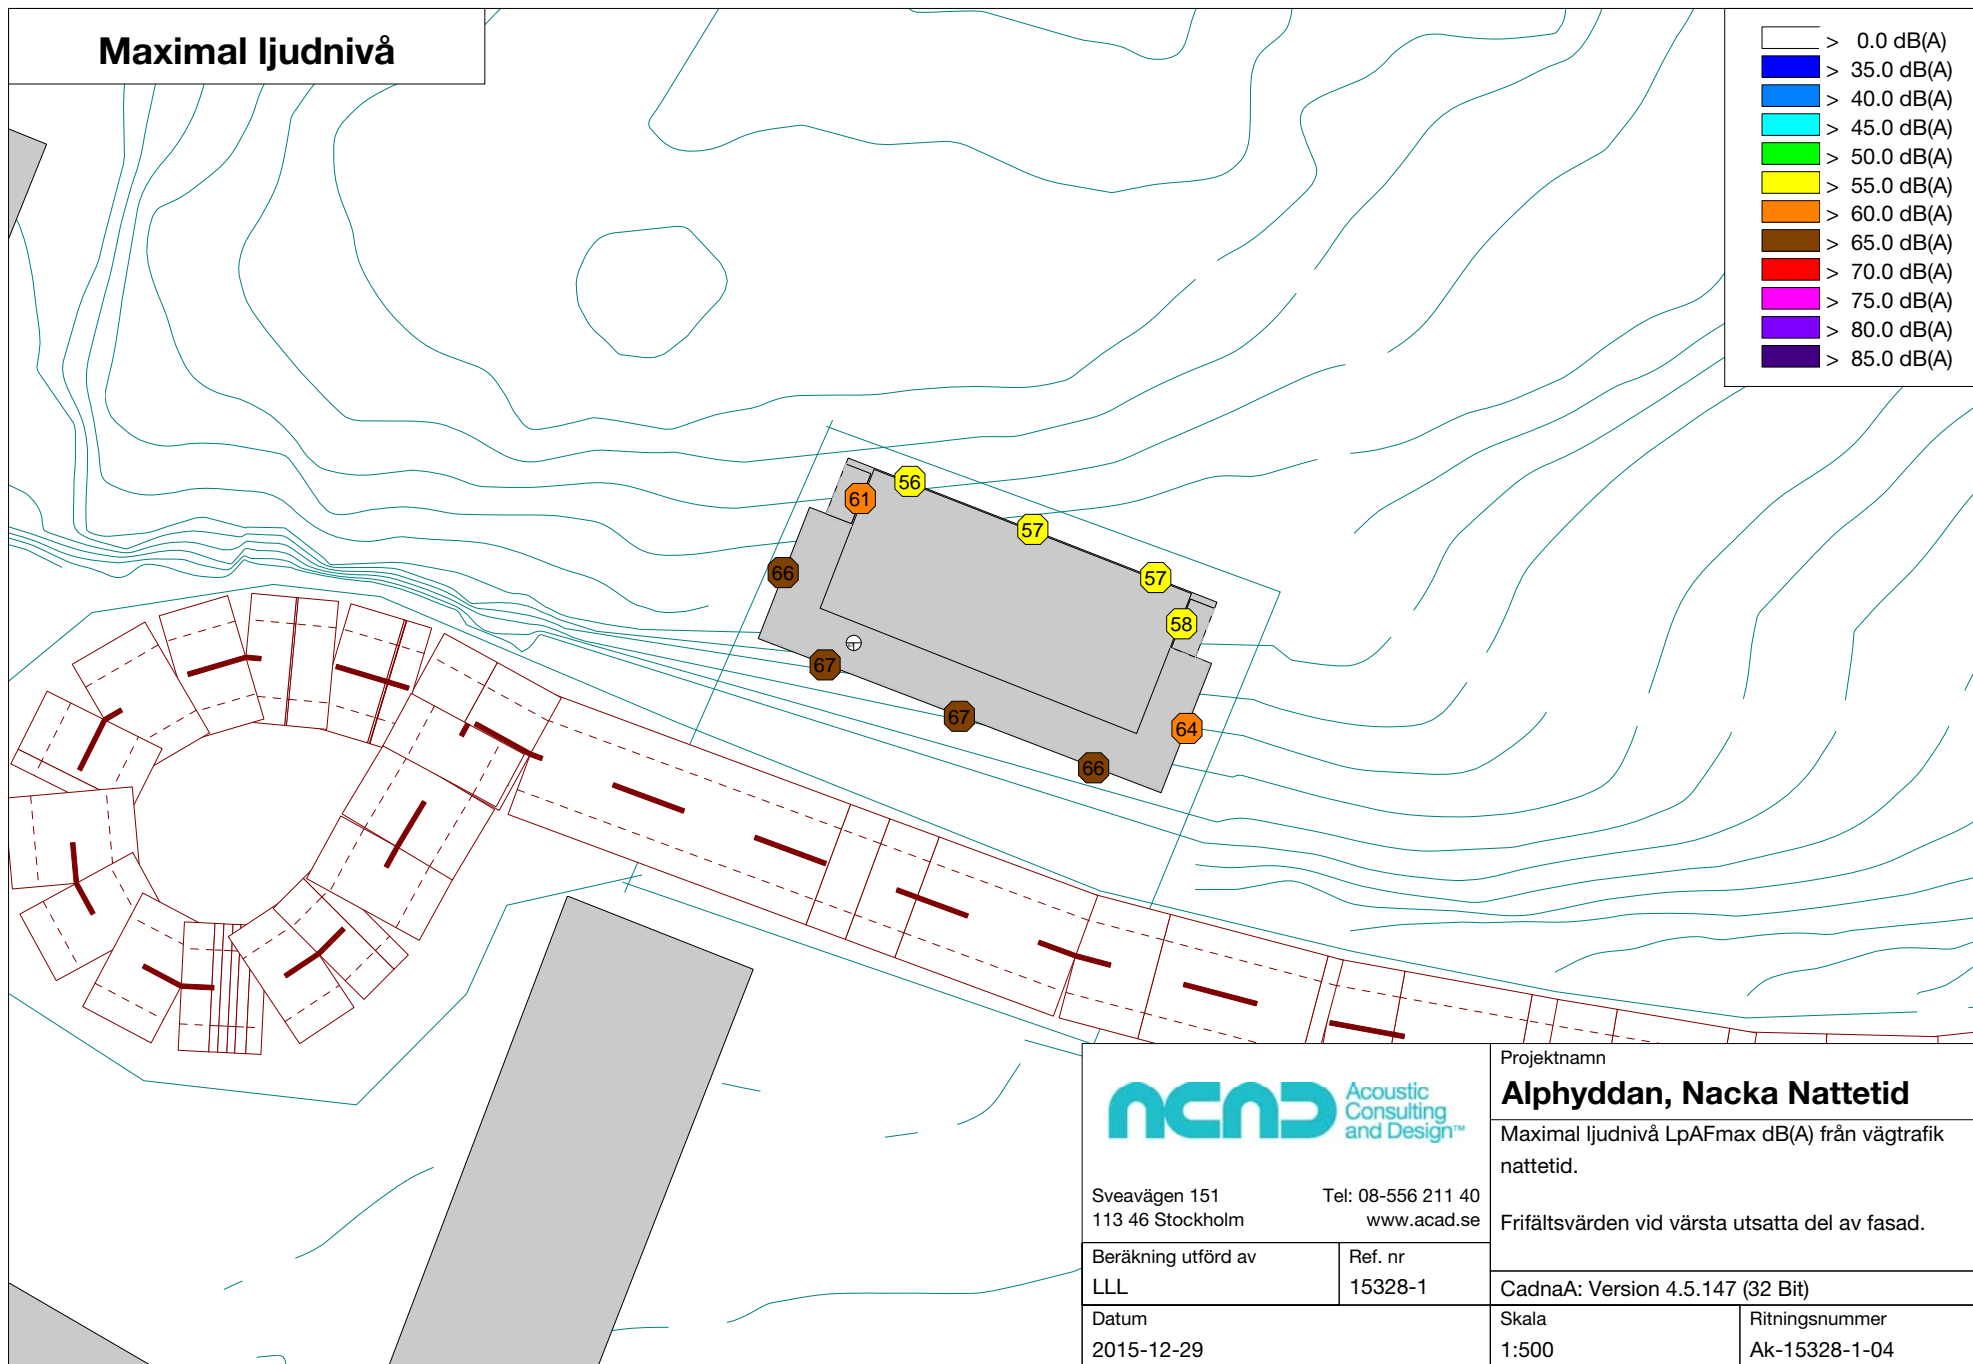 Maximal ljudnivå
> 0.0 dB(A)
> 35.0 dB(A)
> 40.0 dB(A)
> 45.0 dB(A)
> 50.0 dB(A)
> 55.0 dB(A)
> 60.0 dB(A)
> 65.0 dB(A)
> 70.0 dB(A)
> 75.0 dB(A)
> 80.0 dB(A)
> 85.0 dB(A)
56
61
57
66
57
58
67
67
64
66
ACAD
Acoustic
Consulting
and Design™
Sveavägen 151
Tel: 08-556 211 40
113 46 Stockholm
www.acad.se
Beräkning utförd av
LLL
Ref. nr
15328-1
Datum
2015-12-29
Projektnamn
Alphyddan, Nacka Nattetid
Maximal ljudnivå LpAFmax dB(A) från vägtrafik
nattetid.
Frifältsvärden vid värsta utsatta del av fasad.
CadnaA: Version 4.5.147 (32 Bit)
Skala
1:500
Ritningsnummer
Ak-15328-1-04